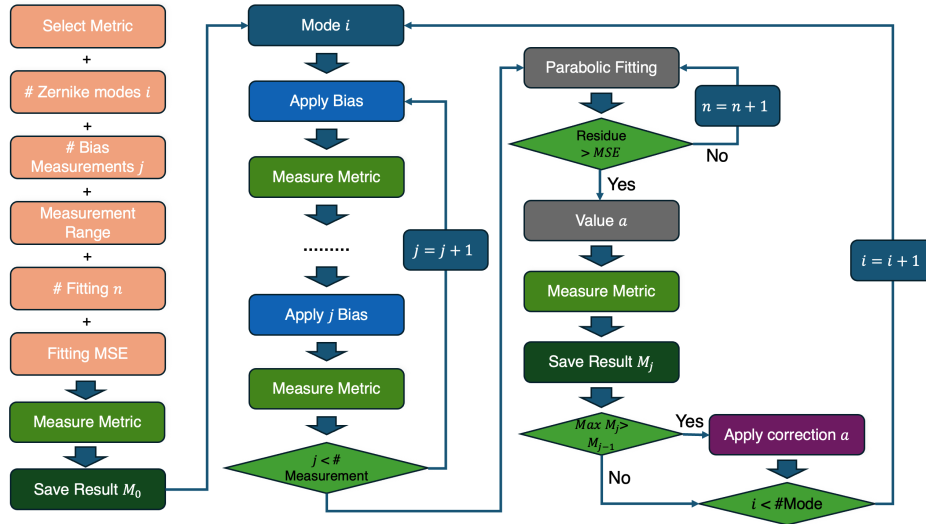 Select Metric
+
# Zernike modes i
+
# Bias
Measurements j
+
Measurement
Range
+
# Fitting n
+
Fitting MSE
Measure Metric
Save Result M₀
Mode i
Apply Bias
Measure Metric
.........
Apply j Bias
Measure Metric
j < #
Measurement
j = j + 1
Parabolic Fitting
n = n + 1
Residue
> MSE
No
Yes
Value a
Measure Metric
Save Result Mⱼ
Max Mⱼ>
Mⱼ₋₁
Yes
No
Apply correction a
i < #Mode
i = i + 1